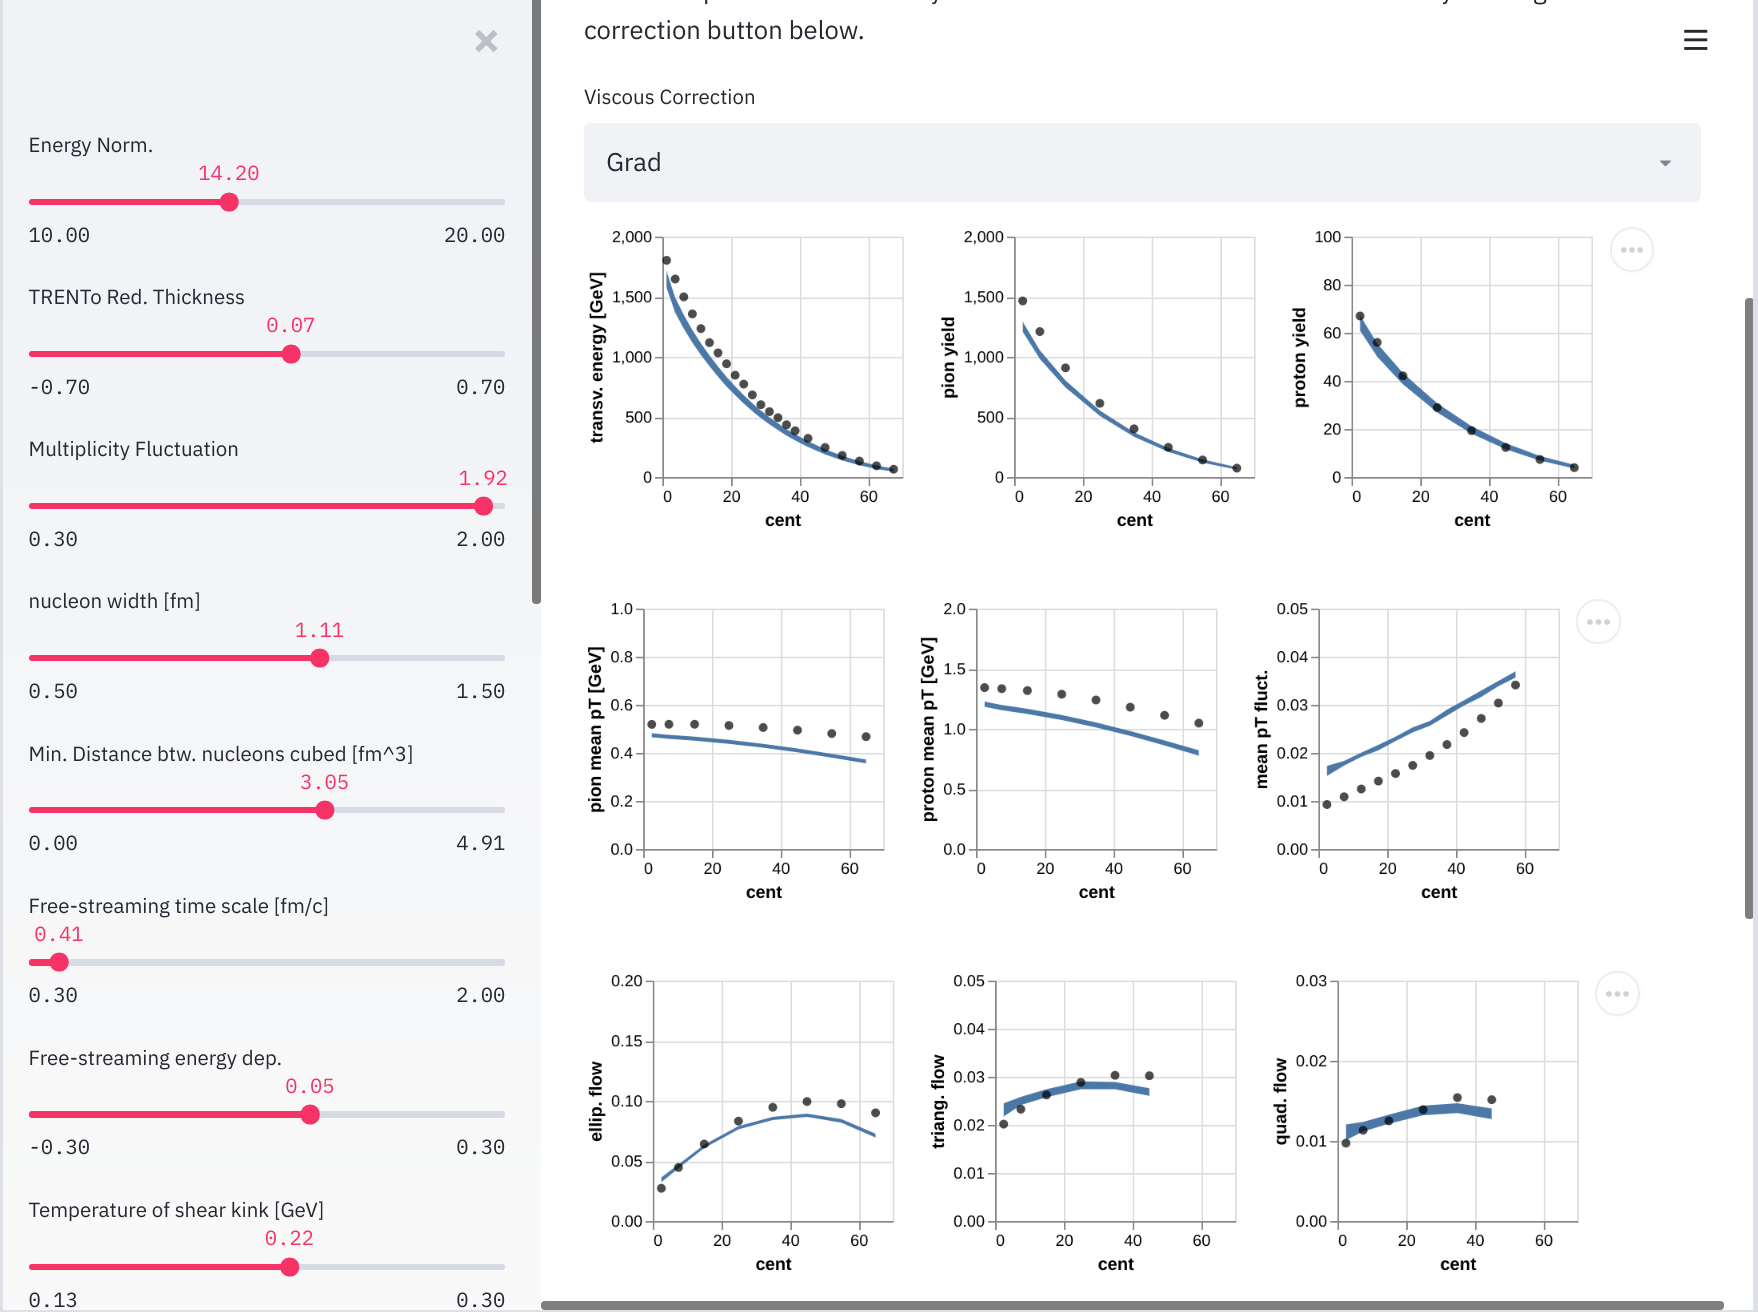 correction button below.
Viscous Correction
Grad
Energy Norm.
14.20
10.00 20.00
TRENTo Red. Thickness
0.07
-0.70 0.70
Multiplicity Fluctuation
1.92
0.30 2.00
nucleon width [fm]
1.11
0.50 1.50
Min. Distance btw. nucleons cubed [fm^3]
3.05
0.00 4.91
Free-streaming time scale [fm/c]
0.41
0.30 2.00
Free-streaming energy dep.
0.05
-0.30 0.30
Temperature of shear kink [GeV]
0.22
0.13 0.30
transv. energy [GeV]
2,000
1,500
1,000
500
0
0 20 40 60
cent
pion yield
2,000
1,500
1,000
500
0
0 20 40 60
cent
proton yield
100
80
60
40
20
0
0 20 40 60
cent
pion mean pT [GeV]
1.0
0.8
0.6
0.4
0.2
0.0
0 20 40 60
cent
proton mean pT [GeV]
2.0
1.5
1.0
0.5
0.0
0 20 40 60
cent
mean pT fluct.
0.05
0.04
0.03
0.02
0.01
0.00
0 20 40 60
cent
ellip. flow
0.20
0.15
0.10
0.05
0.00
0 20 40 60
cent
triang. flow
0.05
0.04
0.03
0.02
0.01
0.00
0 20 40 60
cent
quad. flow
0.03
0.02
0.01
0.00
0 20 40 60
cent